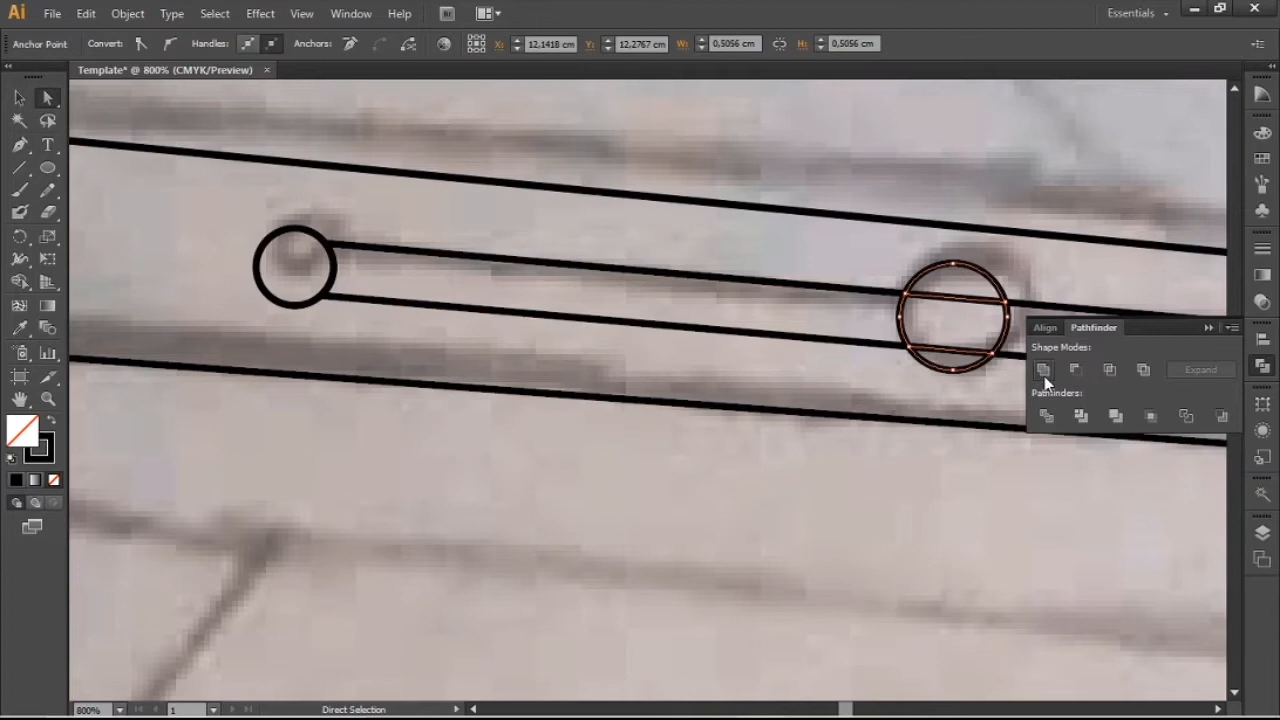 Ai File Edit Object Type Select Effect View Window Help Br Essentials
Anchor Point Convert: Handles: Anchors: X: 12,1418 cm Y: 12,2767 cm W: 0,5056 cm H: 0,5056 cm
Template* @ 800% (CMYK/Preview) ×
T
Align Pathfinder
Shape Modes:
Expand
Pathfinders:
800% 1 Direct Selection